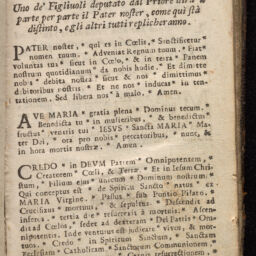 Uno de' Figliuoli deputato dal Priore dirà
parte per parte il Pater noster, come quì stà
distinto, e gli altri tutti replicheranno.
PATER noster, qui es in Cœlis, Sanctificetur
nomen tuum. Adveniat Regnum tuum. Fiat
voluntas tua sicut in Cœlo, & in terra. Panem
nostrum quotidianum da nobis hodie. Et dimitte
nobis debita nostra sicut & nos dimittimus
debitoribus nostris. Et ne nos inducas in ten-
tationem. Sed libera nos à malo. Amen.
AVE MARIA gratia plena Dominus tecum.
Benedicta tu in mulieribus, & benedictus
fructus ventris tui IESUS. Sancta MARIA Ma-
ter Dei, ora pro nobis peccatoribus, nunc, &
in hora mortis nostræ. Amen.
CREDO in DEUM Patrem Omnipotentem,
Creatorem Cœli, & Terræ. Et in Iesum Chri-
stum, Filium eius unicum Dominum nostrum.
Qui conceptus est de Spiritu Sancto natus ex
MARIA Virgine. Passus sub Pontio Pilato.
Crucifixus mortuus, & sepultus. Descendit ad
inferos, tertia die resurrexit à mortuis. Ascen-
dit ad Cœlos, sedet ad dexteram Dei Patris Om-
nipotentis. Inde venturus est judicare vivos, & mor-
tuos. Credo in Spiritum Sanctum, Sanctam
Ecclesiam Catholicam Sanctorum Communionem,
resurrectionem